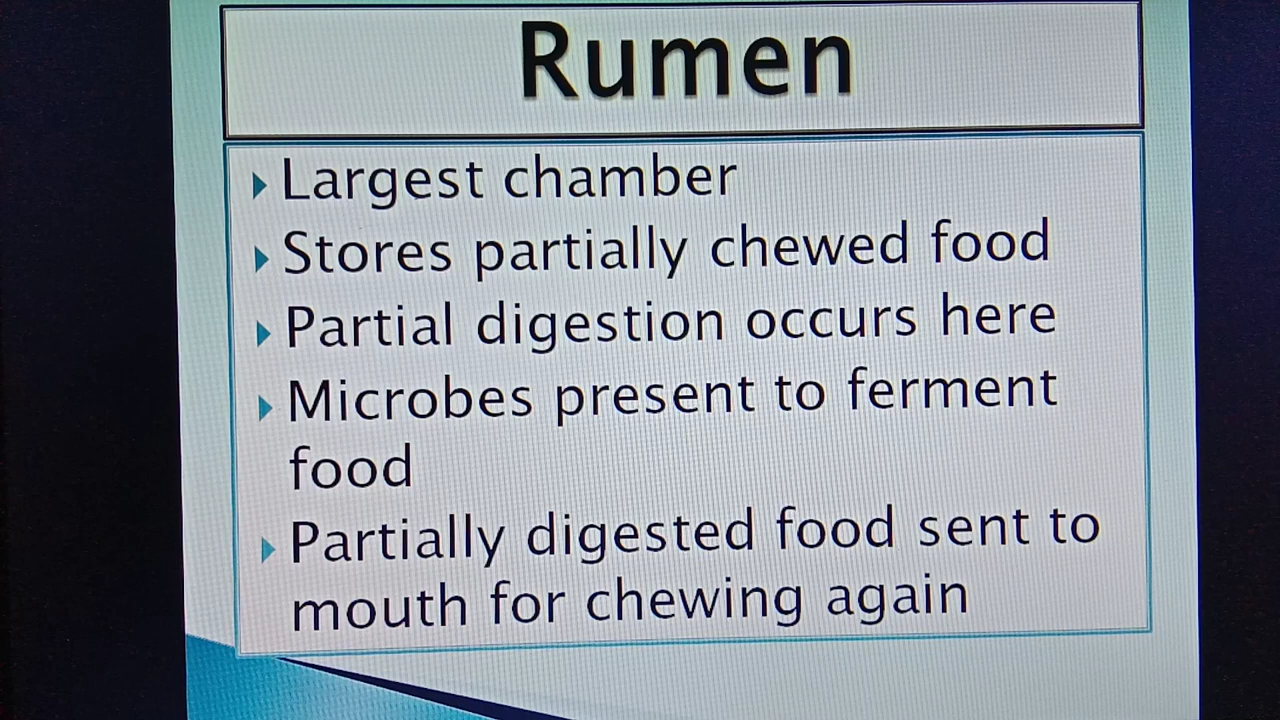 Rumen
Largest chamber
Stores partially chewed food
Partial digestion occurs here
Microbes present to ferment
food
Partially digested food sent to
mouth for chewing again